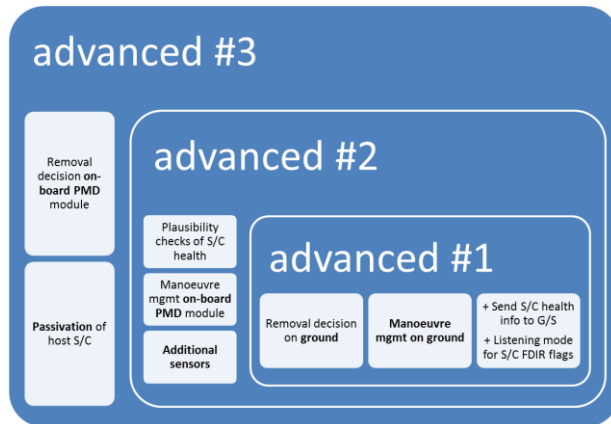 advanced #3
Removal
decision on-
board PMD
module
Passivation of
host S/C
advanced #2
Plausibility
checks of S/C
health
Manoeuvre
mgmt on-board
PMD module
Additional
sensors
advanced #1
Removal decision
on ground
Manoeuvre
mgmt on ground
+ Send S/C health
info to G/S
+ Listening mode
for S/C FDIR flags